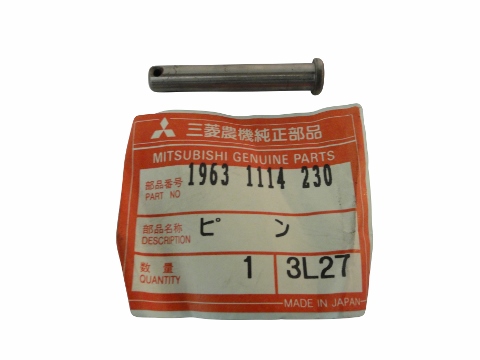 三菱農機純正部品
MITSUBISHI GENUINE PARTS
部品番号 1963 1114 230
PART NO
部品名称 ピン
DESCRIPTION
数量 1 3L27
QUANTITY
MADE IN JAPAN